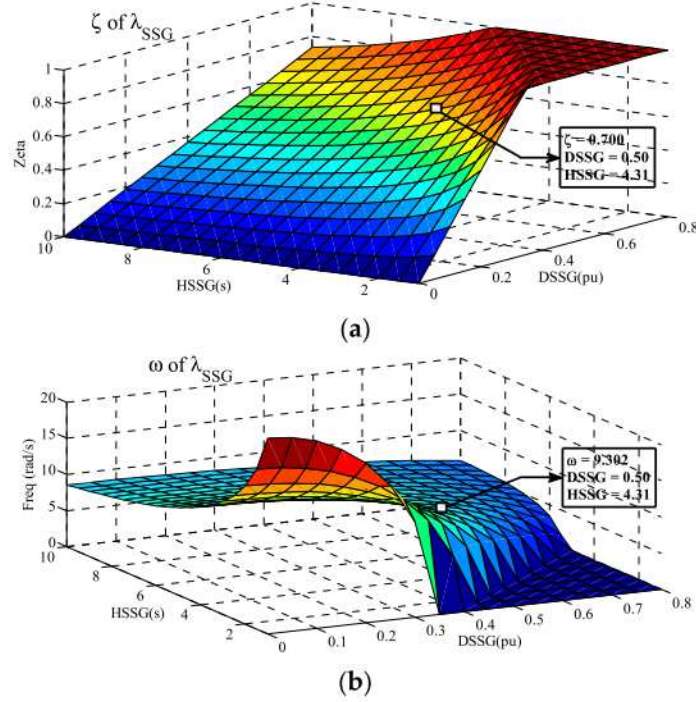 ζ of λSSG
1
0.8
0.6
0.4
0.2
0
Zeta
10
8
6
4
2
HSSG(s)
0
0.2
0.4
0.6
0.8
DSSG(pu)
ζ = 0.700
DSSG = 0.50
HSSG = 4.31
(a)
ω of λSSG
20
15
10
5
0
Freq (rad/s)
10
8
6
4
2
HSSG(s)
0
0.1
0.2
0.3
0.4
0.5
0.6
0.7
0.8
DSSG(pu)
ω = 9.302
DSSG = 0.50
HSSG = 4.31
(b)